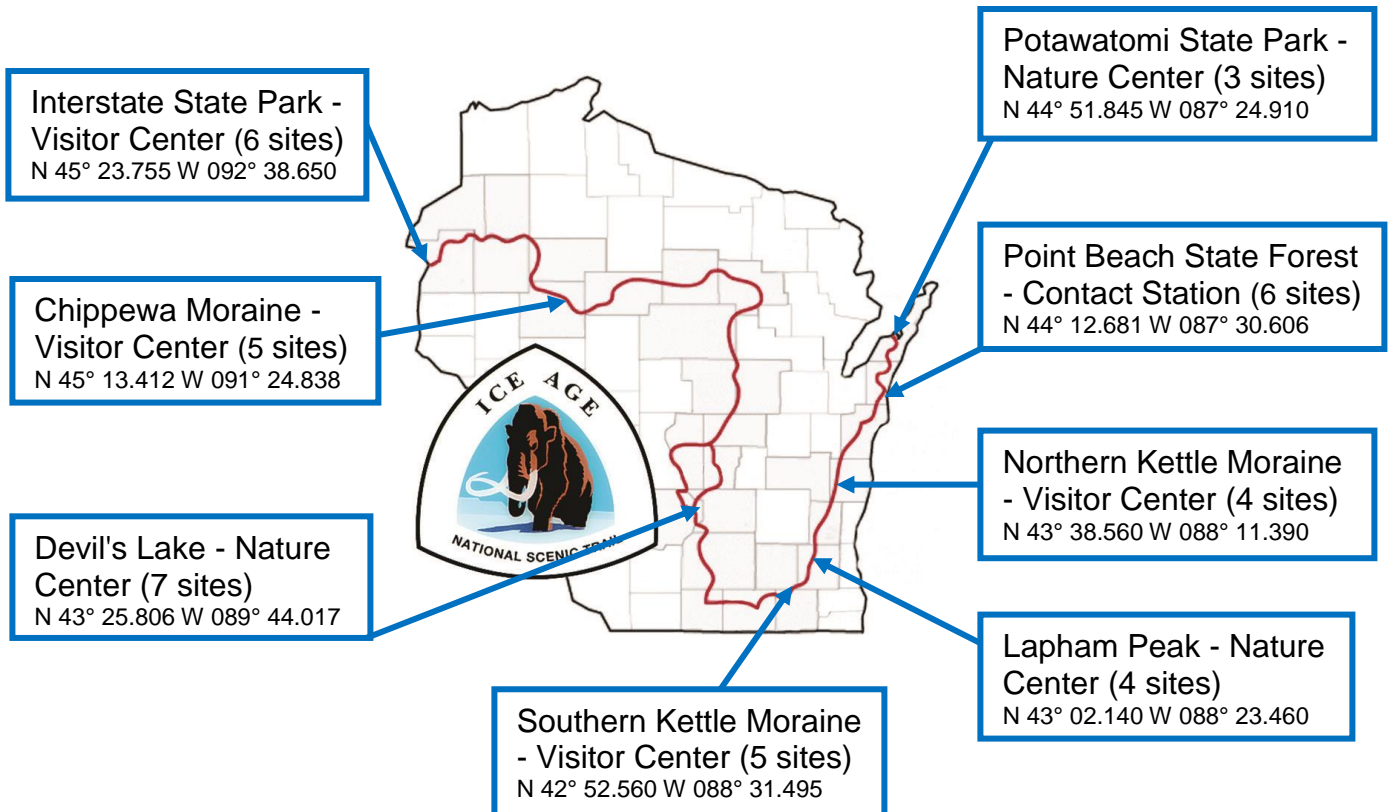 Interstate State Park -
Visitor Center (6 sites)
N 45° 23.755 W 092° 38.650
Chippewa Moraine -
Visitor Center (5 sites)
N 45° 13.412 W 091° 24.838
Devil's Lake - Nature
Center (7 sites)
N 43° 25.806 W 089° 44.017
ICE AGE
NATIONAL SCENIC TRAIL
Southern Kettle Moraine
- Visitor Center (5 sites)
N 42° 52.560 W 088° 31.495
Potawatomi State Park -
Nature Center (3 sites)
N 44° 51.845 W 087° 24.910
Point Beach State Forest
- Contact Station (6 sites)
N 44° 12.681 W 087° 30.606
Northern Kettle Moraine
- Visitor Center (4 sites)
N 43° 38.560 W 088° 11.390
Lapham Peak - Nature
Center (4 sites)
N 43° 02.140 W 088° 23.460